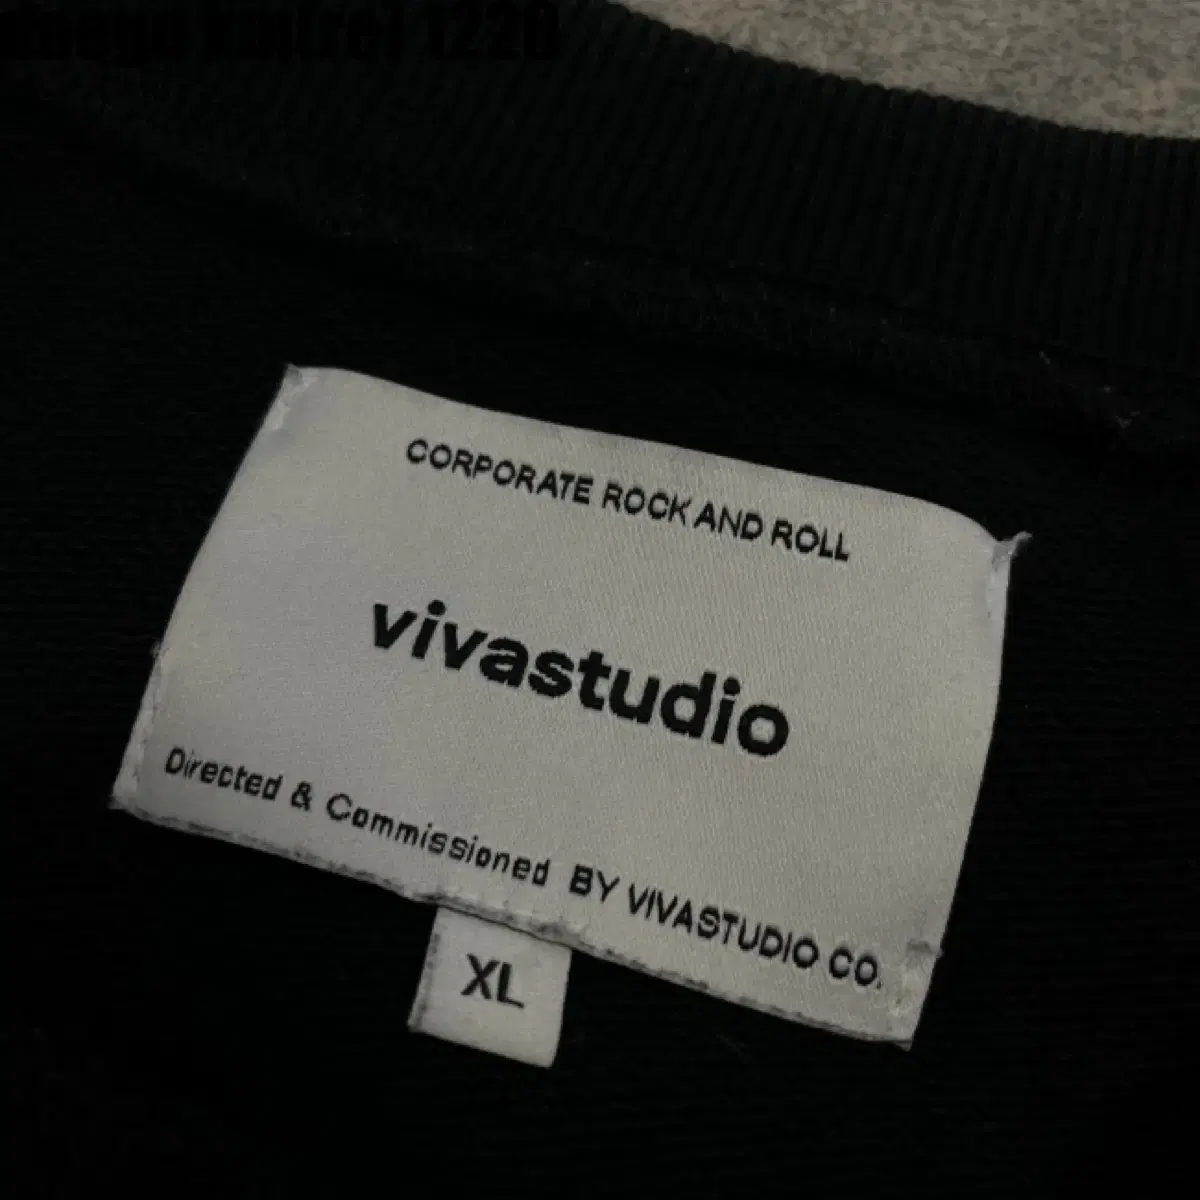 CORPORATE ROCK AND ROLL
vivastudio
Directed & Commissioned BY VIVASTUDIO CO.
XL